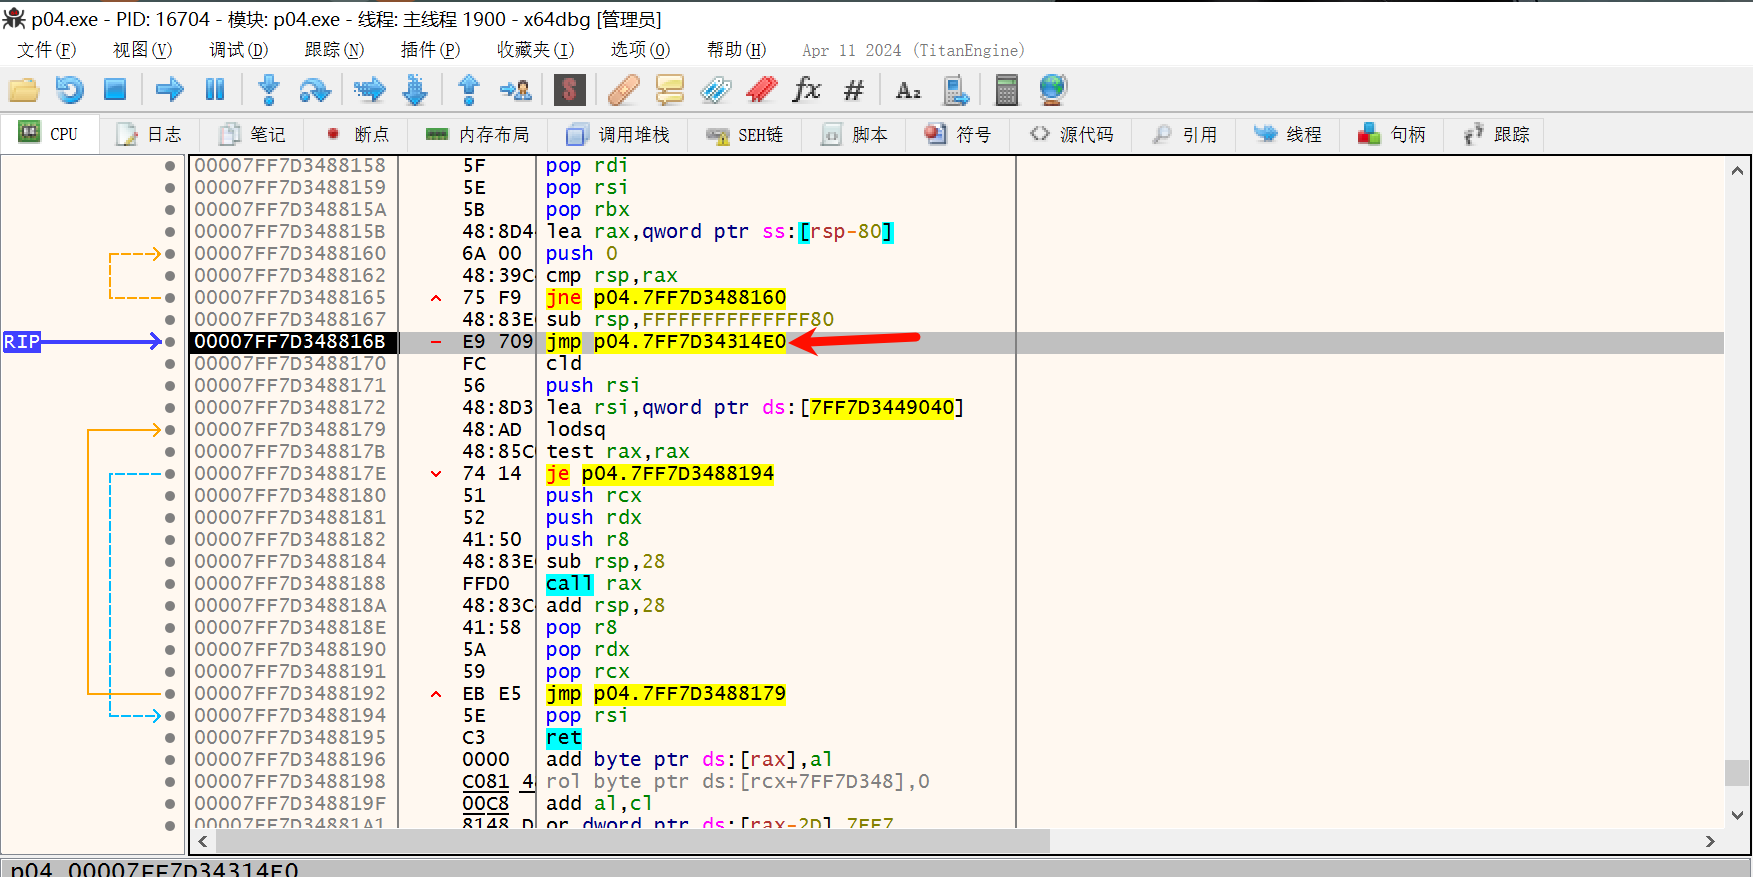 p04.exe - PID: 16704 - 模块: p04.exe - 线程: 主线程 1900 - x64dbg [管理员]
文件(F) 视图(V) 调试(D) 跟踪(N) 插件(P) 收藏夹(I) 选项(O) 帮助(H) Apr 11 2024 (TitanEngine)
CPU 日志 笔记 断点 内存布局 调用堆栈 SEH链 脚本 符号 源代码 引用 线程 句柄 跟踪
00007FF7D3488158 5F pop rdi
00007FF7D3488159 5E pop rsi
00007FF7D348815A 5B pop rbx
00007FF7D348815B 48:8D4 lea rax,qword ptr ss:[rsp-80]
00007FF7D3488160 6A 00 push 0
00007FF7D3488162 48:39C cmp rsp,rax
00007FF7D3488165 75 F9 jne p04.7FF7D3488160
00007FF7D3488167 48:83E sub rsp,FFFFFFFFFFFFFF80
RIP 00007FF7D348816B E9 709 jmp p04.7FF7D34314E0
00007FF7D3488170 FC cld
00007FF7D3488171 56 push rsi
00007FF7D3488172 48:8D3 lea rsi,qword ptr ds:[7FF7D3449040]
00007FF7D3488179 48:AD lodsq
00007FF7D348817B 48:85C test rax,rax
00007FF7D348817E 74 14 je p04.7FF7D3488194
00007FF7D3488180 51 push rcx
00007FF7D3488181 52 push rdx
00007FF7D3488182 41:50 push r8
00007FF7D3488184 48:83E sub rsp,28
00007FF7D3488188 FFD0 call rax
00007FF7D348818A 48:83C add rsp,28
00007FF7D348818E 41:58 pop r8
00007FF7D3488190 5A pop rdx
00007FF7D3488191 59 pop rcx
00007FF7D3488192 EB E5 jmp p04.7FF7D3488179
00007FF7D3488194 5E pop rsi
00007FF7D3488195 C3 ret
00007FF7D3488196 0000 add byte ptr ds:[rax],al
00007FF7D3488198 C081 4 rol byte ptr ds:[rcx+7FF7D348],0
00007FF7D348819F 00C8 add al,cl
00007FF7D34881A1 8148 D or dword ptr ds:[rax-2D],7FF7
p04 00007FF7D34314E0